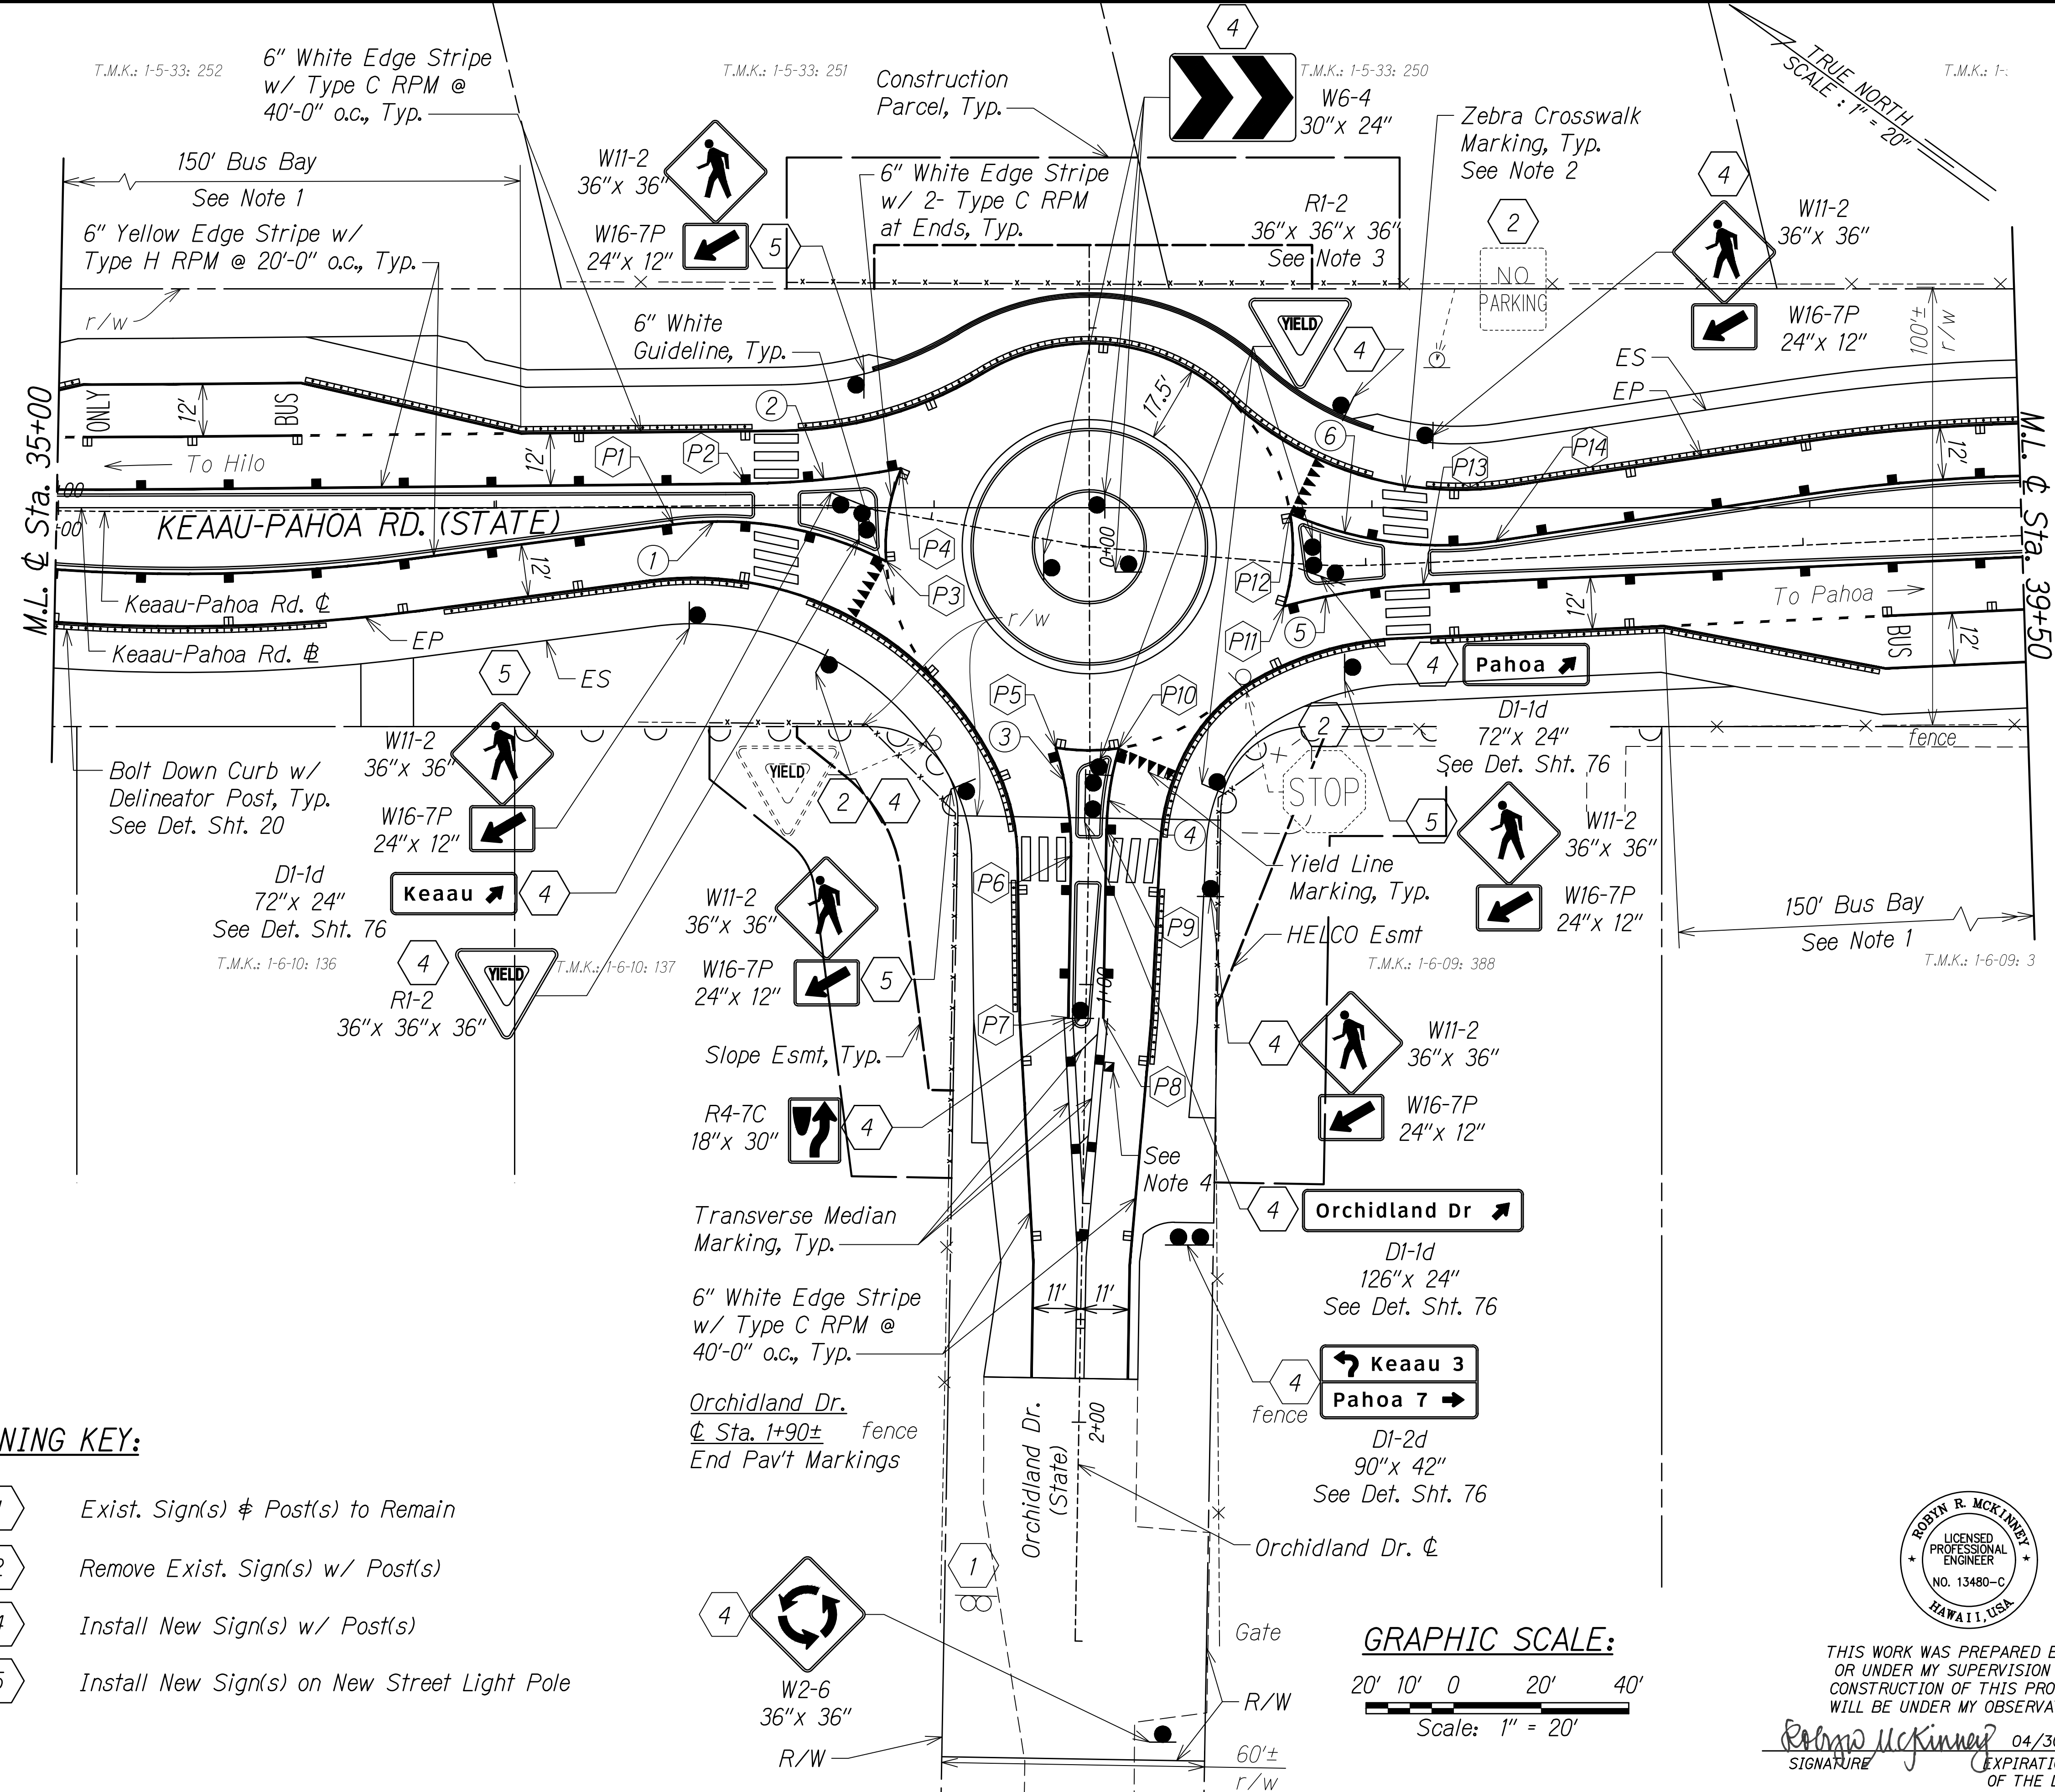 T.M.K.: 1-5-33: 252
6" White Edge Stripe
w/ Type C RPM @
40'-0" o.c., Typ.
T.M.K.: 1-5-33: 251
Construction
Parcel, Typ.
4
T.M.K.: 1-5-33: 250
W6-4
30"x 24"
Zebra Crosswalk
Marking, Typ.
See Note 2
TRUE NORTH
SCALE : 1" = 20'
150' Bus Bay
See Note 1
W11-2
36"x 36"
W16-7P
24"x 12"
5
6" White Edge Stripe
w/ 2- Type C RPM
at Ends, Typ.
R1-2
36"x 36"x 36"
See Note 3
YIELD
4
2
NO
PARKING
4
W11-2
36"x 36"
W16-7P
24"x 12"
6" Yellow Edge Stripe w/
Type H RPM @ 20'-0" o.c., Typ.
r/w
6" White
Guideline, Typ.
100'±
r/w
ES
EP
M.L. ℄ Sta. 35+00
ONLY
12'
BUS
To Hilo
12'
P1
P2
2
17.5'
6
P13
P14
12'
M.L. ℄ Sta. 39+50
KEAAU-PAHOA RD. (STATE)
1
12'
P4
P3
0+00
P12
P11
5
12'
To Pahoa
BUS
12'
Keaau-Pahoa Rd. ℄
Keaau-Pahoa Rd. BL
EP
ES
r/w
4
Pahoa
D1-1d
72"x 24"
See Det. Sht. 76
fence
5
W11-2
36"x 36"
W16-7P
24"x 12"
Bolt Down Curb w/
Delineator Post, Typ.
See Det. Sht. 20
P5
P10
3
4
YIELD
2
4
2
STOP
5
W11-2
36"x 36"
W16-7P
24"x 12"
Yield Line
Marking, Typ.
HELCO Esmt
150' Bus Bay
See Note 1
D1-1d
72"x 24"
See Det. Sht. 76
Keaau
4
W11-2
36"x 36"
W16-7P
24"x 12"
5
P6
P9
T.M.K.: 1-6-10: 136
4
R1-2
36"x 36"x 36"
YIELD
T.M.K.: 1-6-10: 137
T.M.K.: 1-6-09: 388
T.M.K.: 1-6-09: 3
1+00
P7
P8
Slope Esmt, Typ.
4
W11-2
36"x 36"
W16-7P
24"x 12"
R4-7C
18"x 30"
4
See
Note 4
Transverse Median
Marking, Typ.
4
Orchidland Dr
D1-1d
126"x 24"
See Det. Sht. 76
6" White Edge Stripe
w/ Type C RPM @
40'-0" o.c., Typ.
11'
11'
4
Keaau 3
Pahoa 7
D1-2d
90"x 42"
See Det. Sht. 76
Orchidland Dr.
℄ Sta. 1+90±
End Pav't Markings
fence
fence
2+00
Orchidland Dr.
(State)
Orchidland Dr. ℄
NING KEY:
Exist. Sign(s) & Post(s) to Remain
2 Remove Exist. Sign(s) w/ Post(s)
4 Install New Sign(s) w/ Post(s)
5 Install New Sign(s) on New Street Light Pole
1
4
W2-6
36"x 36"
R/W
Gate
R/W
60'±
r/w
GRAPHIC SCALE:
20' 10' 0 20' 40'
Scale: 1" = 20'
ROBYN R. MCKINNEY
LICENSED
PROFESSIONAL
ENGINEER
NO. 13480-C
HAWAII, USA
THIS WORK WAS PREPARED
OR UNDER MY SUPERVISION
CONSTRUCTION OF THIS PRO
WILL BE UNDER MY OBSERVA
Robyn McKinney 04/30
SIGNATURE EXPIRATI
OF THE